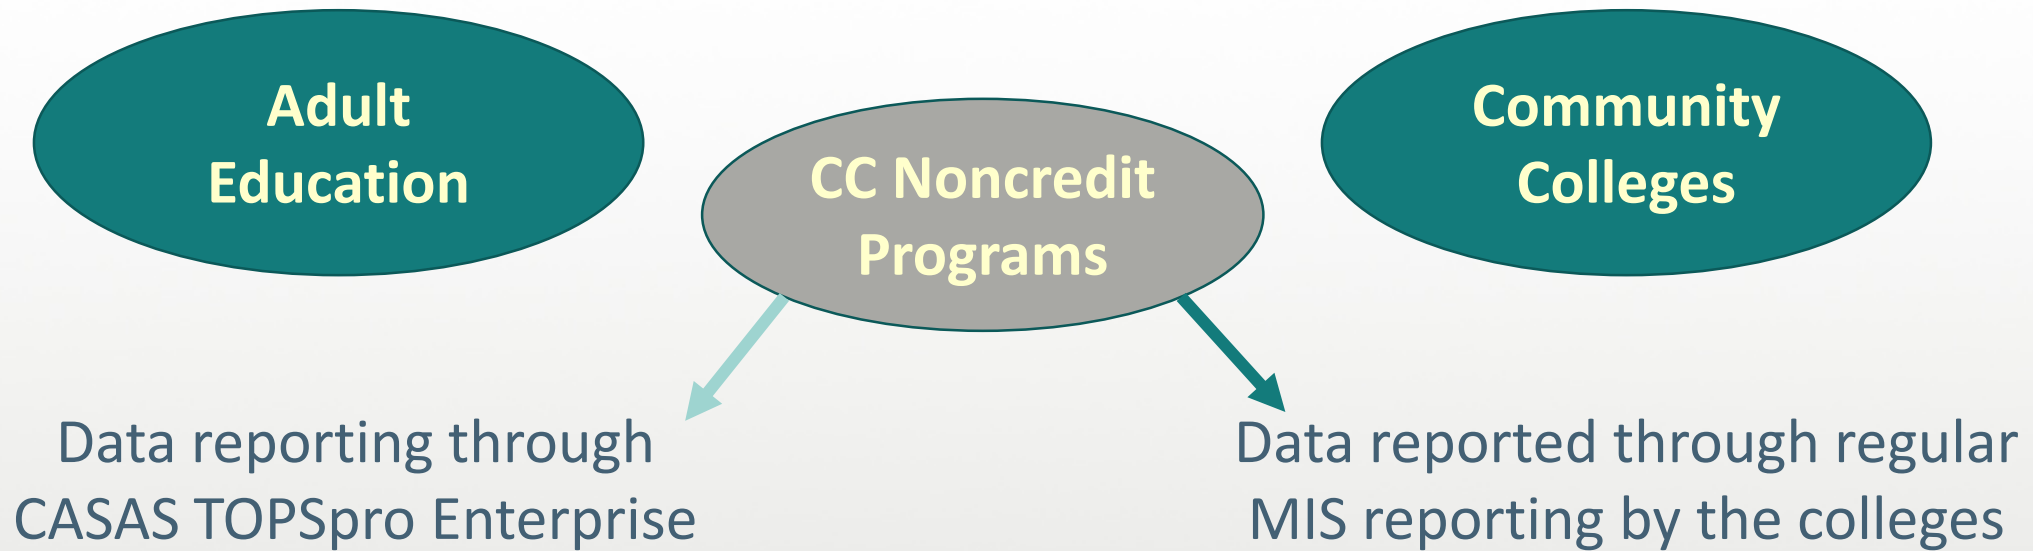 Adult
Education
CC Noncredit
Programs
Community
Colleges
Data reporting through
CASAS TOPSpro Enterprise
Data reported through regular
MIS reporting by the colleges